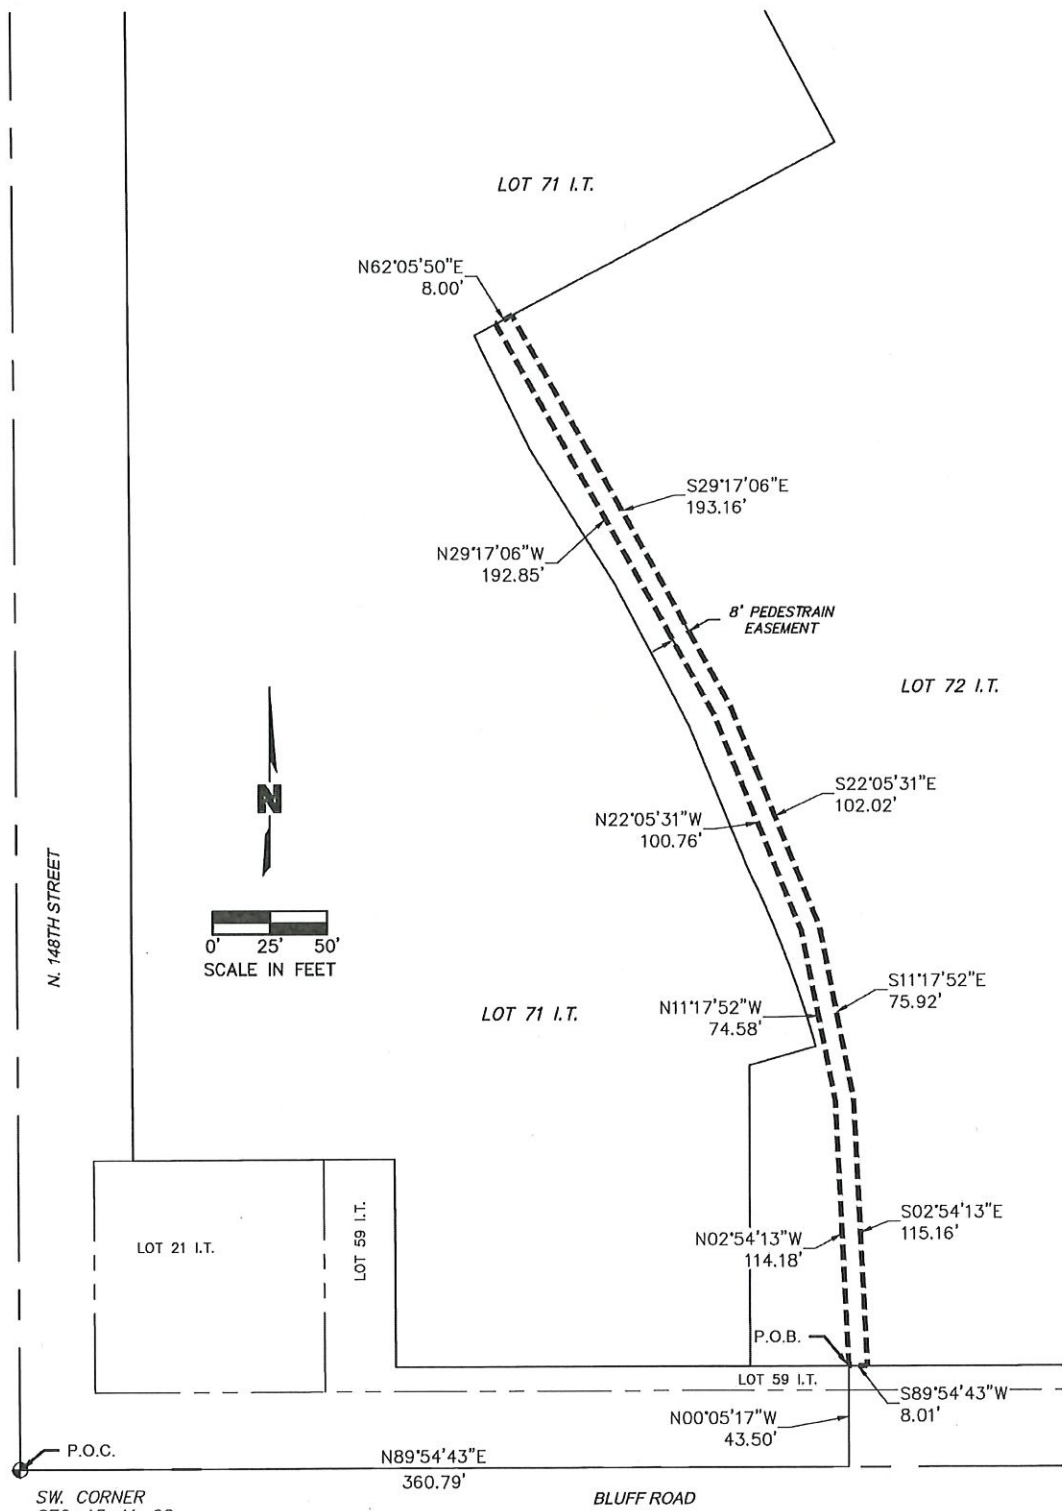 LOT 71 I.T.
N62°05'50"E
8.00'
S29°17'06"E
193.16'
N29°17'06"W
192.85'
8' PEDESTRAIN
EASEMENT
LOT 72 I.T.
N
S22°05'31"E
102.02'
N22°05'31"W
100.76'
N. 148TH STREET
0' 25' 50'
SCALE IN FEET
S11°17'52"E
75.92'
N11°17'52"W
74.58'
LOT 71 I.T.
S02°54'13"E
115.16'
N02°54'13"W
114.18'
LOT 21 I.T.
LOT 59 I.T.
P.O.B.
LOT 59 I.T.
S89°54'43"W
8.01'
N00°05'17"W
43.50'
P.O.C.
N89°54'43"E
360.79'
SW. CORNER
BLUFF ROAD